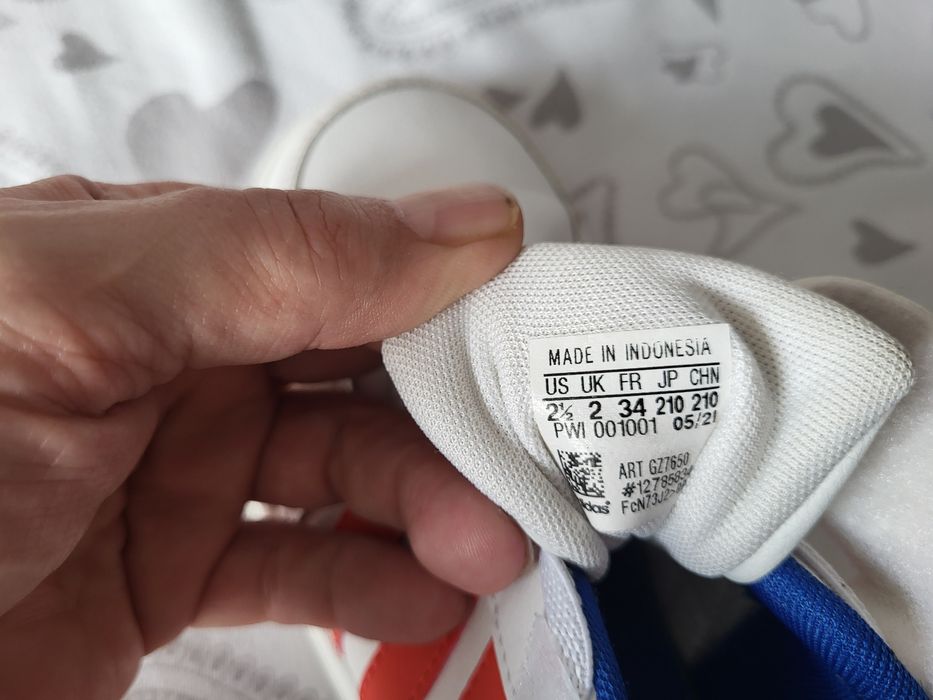 MADE IN INDONESIA
US UK FR JP CHN
2½ 2 34 210 210
PWI 001001 05/21
ART GZ7650